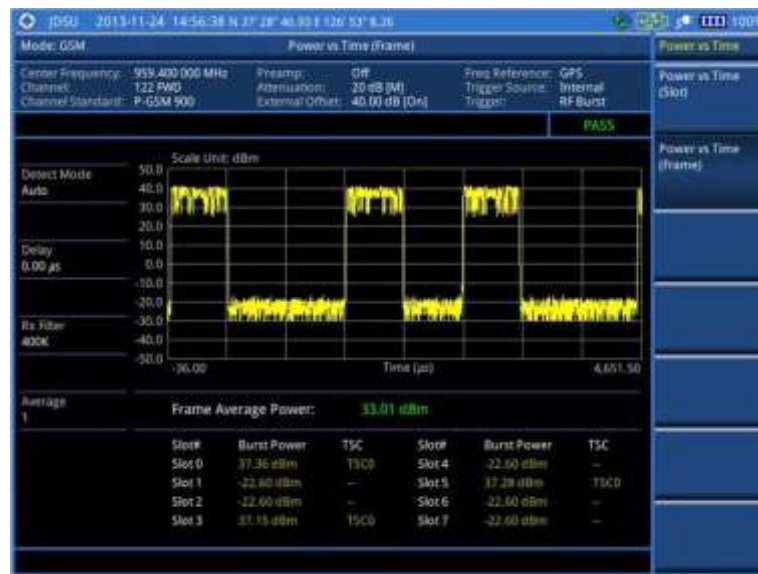 JDSU 2013-11-24 14:56:38 N 37° 28' 46.93 E 126° 53' 8.26 100%
Mode: GSM Power vs Time (Frame) Power vs Time
Center Frequency: 959.400 000 MHz Preamp: Off Freq Reference: GPS
Channel: 122 FWD Attenuation: 20 dB [M] Trigger Source: Internal
Channel Standard: P-GSM 900 External Offset: 40.00 dB [On] Trigger: RF Burst
Power vs Time
(Slot)
PASS
Power vs Time
(Frame)
Scale Unit: dBm
Detect Mode
Auto
Delay
0.00 µs
Rx Filter
400K
Average
1
50.0
40.0
30.0
20.0
10.0
0.0
-10.0
-20.0
-30.0
-40.0
-50.0
-36.00 Time (µs) 4,651.50
Frame Average Power: 33.01 dBm
Slot# Burst Power TSC Slot# Burst Power TSC
Slot 0 37.36 dBm TSC0 Slot 4 -22.60 dBm --
Slot 1 -22.60 dBm -- Slot 5 37.28 dBm TSC0
Slot 2 -22.60 dBm -- Slot 6 -22.60 dBm --
Slot 3 37.15 dBm TSC0 Slot 7 -22.60 dBm --